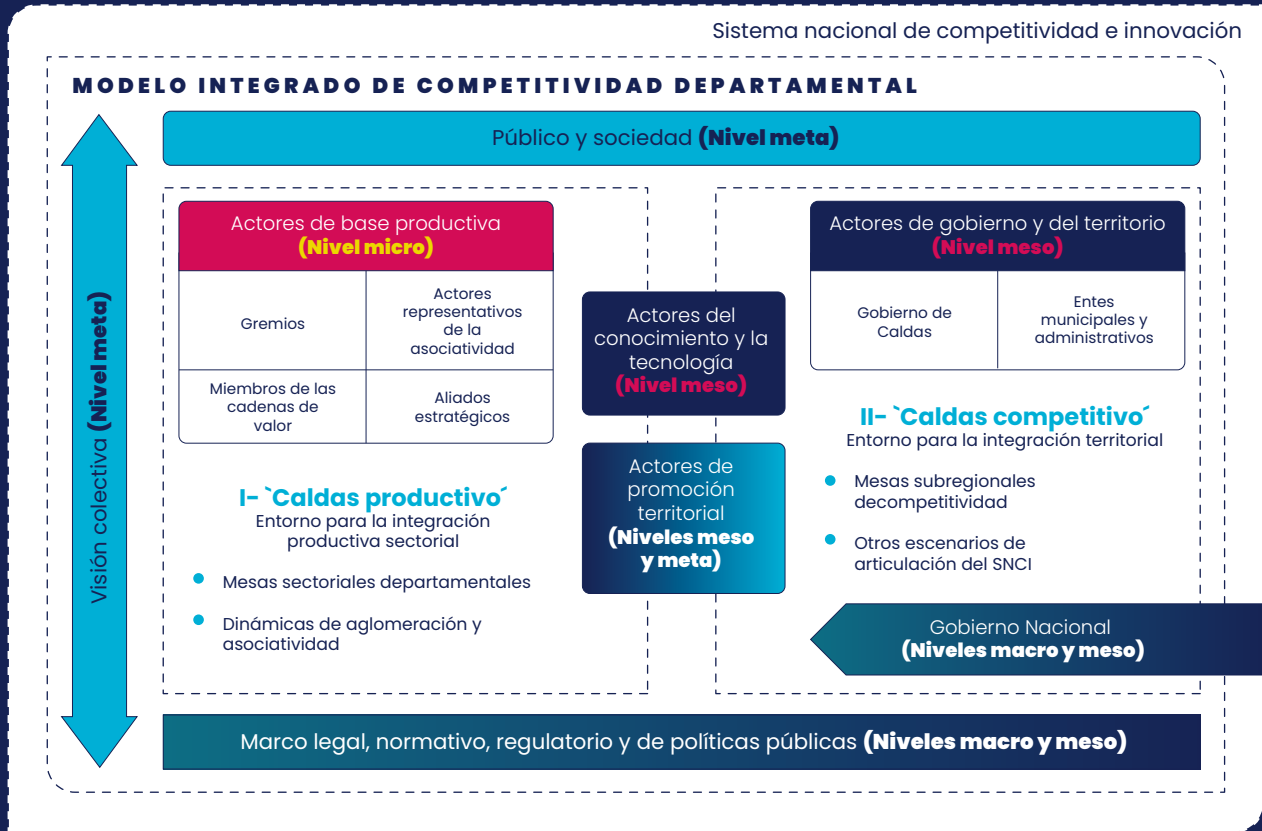 Sistema nacional de competitividad e innovación
MODELO INTEGRADO DE COMPETITIVIDAD DEPARTAMENTAL
Público y sociedad (Nivel meta)
Visión colectiva (Nivel meta)
Actores de base productiva
(Nivel micro)
Gremios
Actores
representativos
de la
asociatividad
Miembros de las
cadenas de
valor
Aliados
estratégicos
I- `Caldas productivo´
Entorno para la integración
productiva sectorial
Mesas sectoriales departamentales
Dinámicas de aglomeración y
asociatividad
Actores del
conocimiento y la
tecnología
(Nivel meso)
Actores de
promoción
territorial
(Niveles meso
y meta)
Actores de gobierno y del territorio
(Nivel meso)
Gobierno de
Caldas
Entes
municipales y
administrativos
II- `Caldas competitivo´
Entorno para la integración territorial
Mesas subregionales
decompetitividad
Otros escenarios de
articulación del SNCI
Gobierno Nacional
(Niveles macro y meso)
Marco legal, normativo, regulatorio y de políticas públicas (Niveles macro y meso)